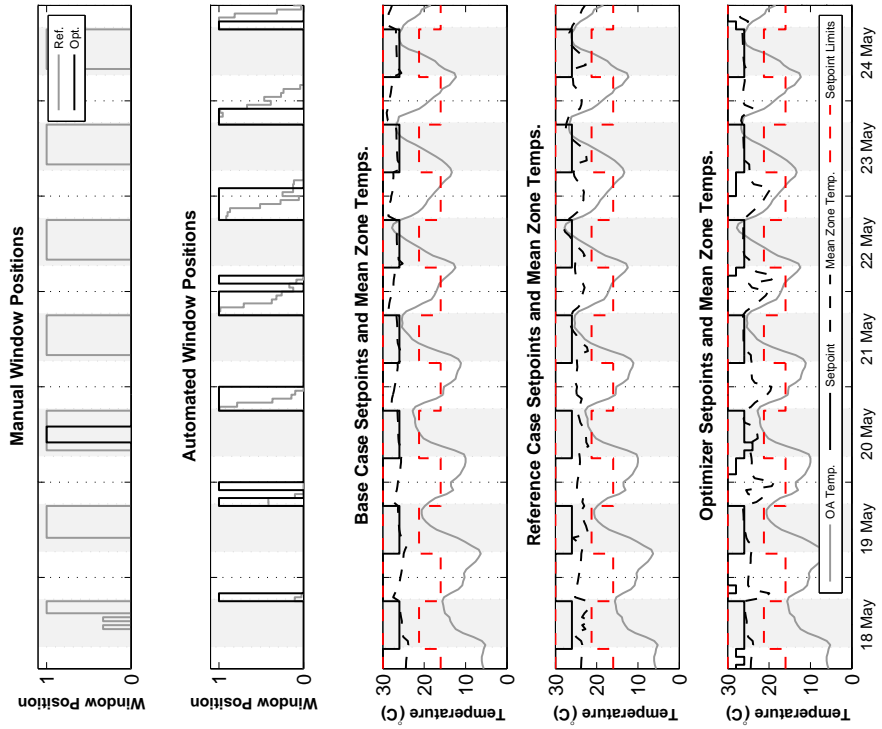 Manual Window Positions
Window Position
1
0
Ref.
Opt.
Automated Window Positions
Window Position
1
0
Base Case Setpoints and Mean Zone Temps.
Temperature (°C)
30
20
10
0
Reference Case Setpoints and Mean Zone Temps.
Temperature (°C)
30
20
10
0
Optimizer Setpoints and Mean Zone Temps.
Temperature (°C)
30
20
10
0
OA Temp.
Setpoint
Mean Zone Temp.
Setpoint Limits
18 May
19 May
20 May
21 May
22 May
23 May
24 May